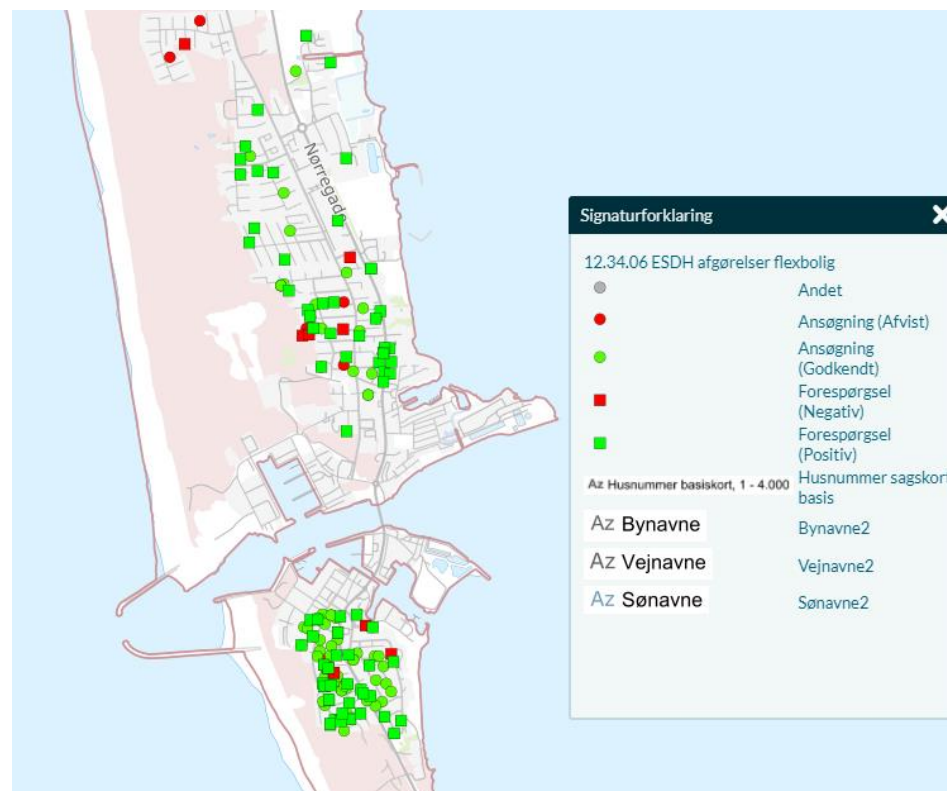 Nørregade
Signaturforklaring
12.34.06 ESDH afgørelser flexbolig
Andet
Ansøgning (Afvist)
Ansøgning
(Godkendt)
Forespørgsel
(Negativ)
Forespørgsel
(Positiv)
Az Husnummer basiskort, 1 - 4.000 Husnummer sagskort
basis
Az Bynavne Bynavne2
Az Vejnavne Vejnavne2
Az Sønavne Sønavne2